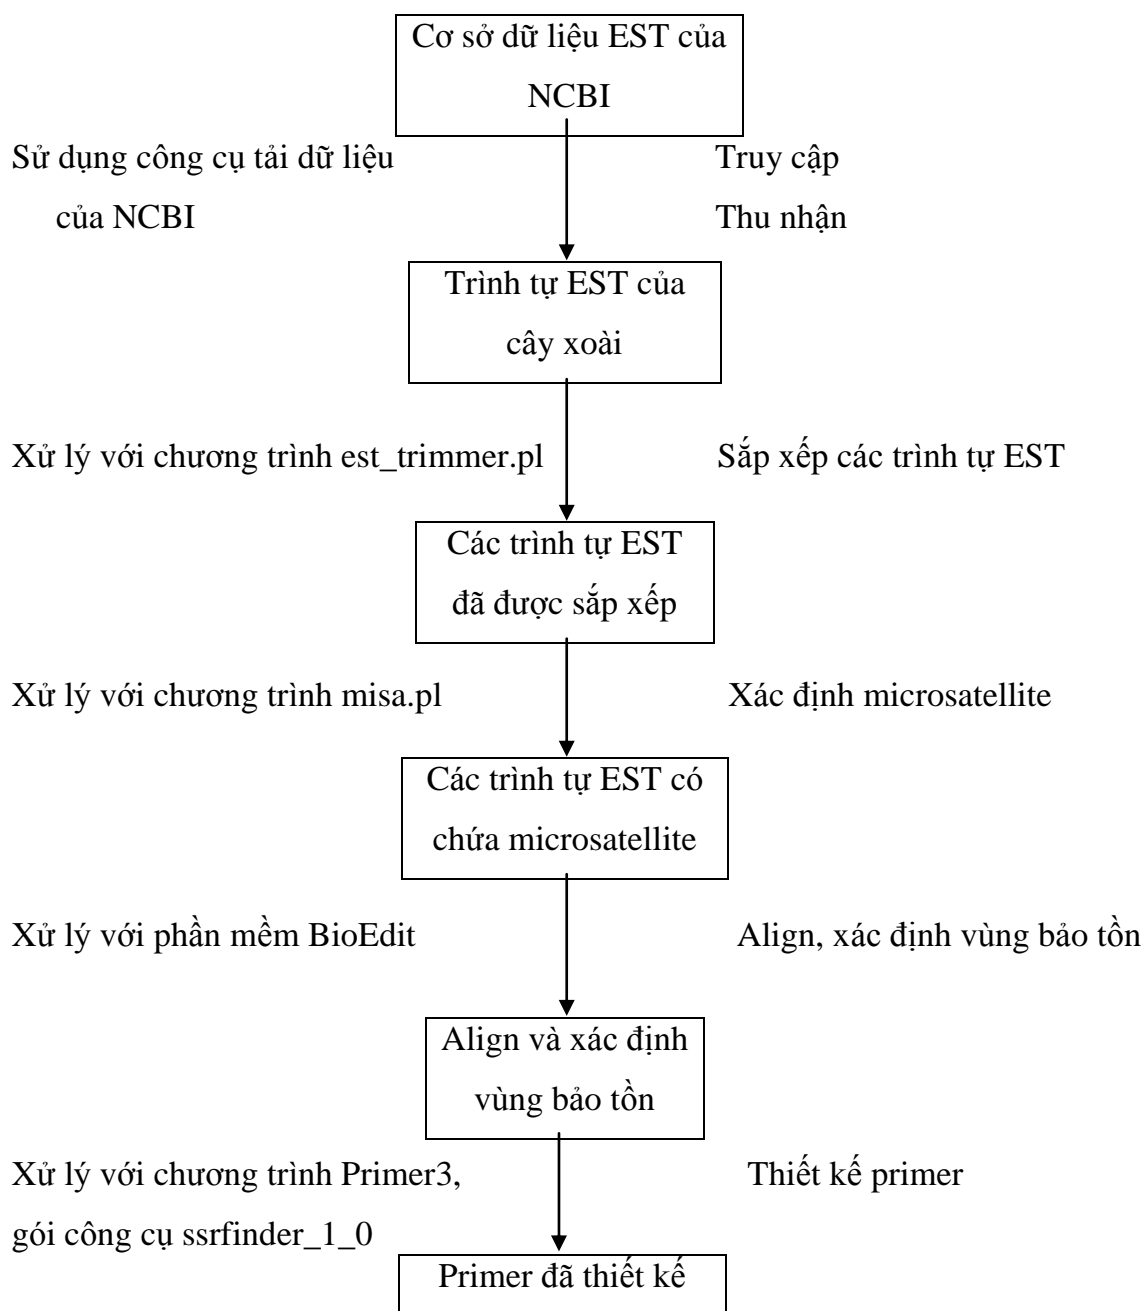 Cơ sở dữ liệu EST của
NCBI
Sử dụng công cụ tải dữ liệu
của NCBI
Truy cập
Thu nhận
Trình tự EST của
cây xoài
Xử lý với chương trình est_trimmer.pl
Sắp xếp các trình tự EST
Các trình tự EST
đã được sắp xếp
Xử lý với chương trình misa.pl
Xác định microsatellite
Các trình tự EST có
chứa microsatellite
Xử lý với phần mềm BioEdit
Align, xác định vùng bảo tồn
Align và xác định
vùng bảo tồn
Xử lý với chương trình Primer3,
gói công cụ ssrfinder_1_0
Thiết kế primer
Primer đã thiết kế